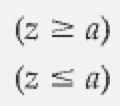 (z ≥ a)
(z ≤ a)